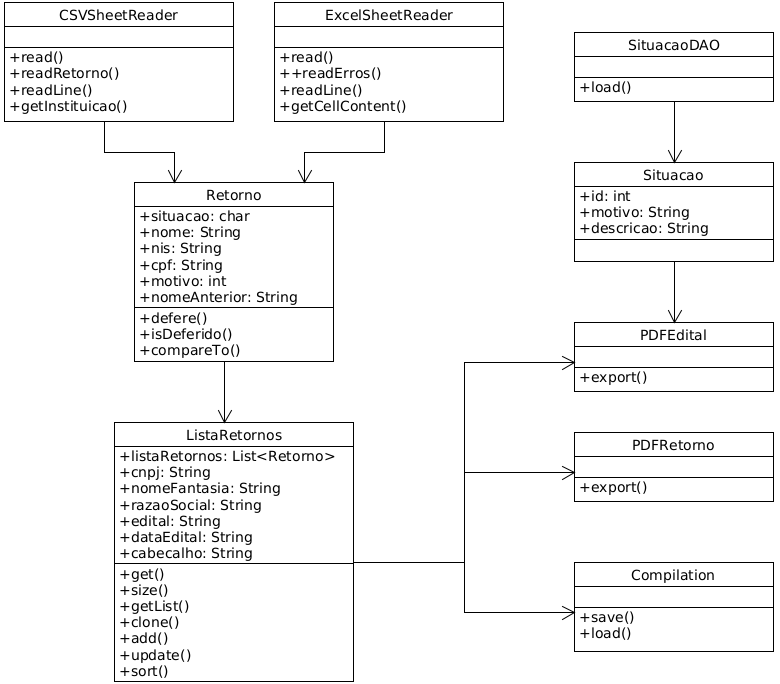 CSVSheetReader
+read()
+readRetorno()
+readLine()
+getInstituicao()
ExcelSheetReader
+read()
++readErros()
+readLine()
+getCellContent()
SituacaoDAO
+load()
Situacao
+id: int
+motivo: String
+descricao: String
Retorno
+situacao: char
+nome: String
+nis: String
+cpf: String
+motivo: int
+nomeAnterior: String
+defere()
+isDeferido()
+compareTo()
PDFEdital
+export()
ListaRetornos
+listaRetornos: List<Retorno>
+cnpj: String
+nomeFantasia: String
+razaoSocial: String
+edital: String
+dataEdital: String
+cabecalho: String
+get()
+size()
+getList()
+clone()
+add()
+update()
+sort()
PDFRetorno
+export()
Compilation
+save()
+load()